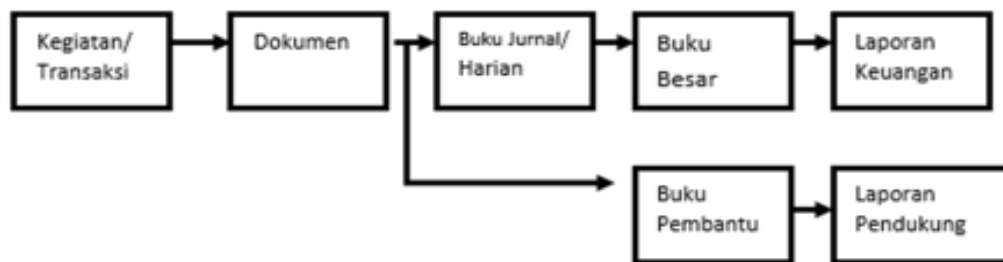 Kegiatan/
Transaksi
Dokumen
Buku Jurnal/
Harian
Buku
Besar
Laporan
Keuangan
Buku
Pembantu
Laporan
Pendukung